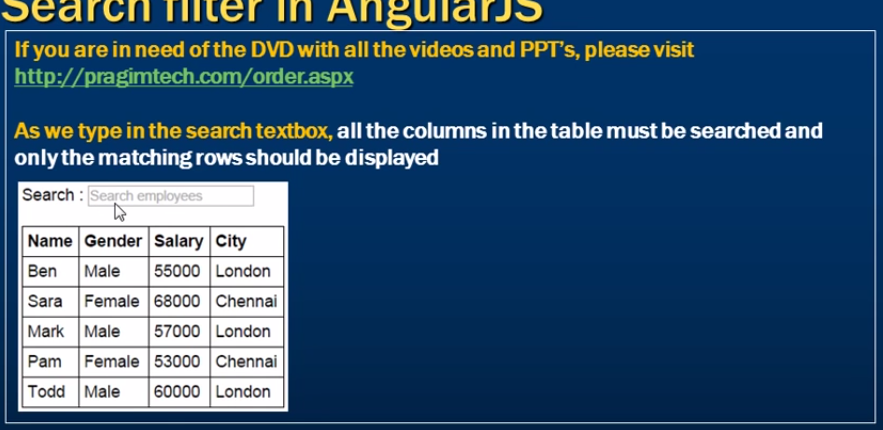 Search filter in AngularJS
If you are in need of the DVD with all the videos and PPT's, please visit
http://pragimtech.com/order.aspx
As we type in the search textbox, all the columns in the table must be searched and
only the matching rows should be displayed
Search : Search employees
Name Gender Salary City
Ben Male 55000 London
Sara Female 68000 Chennai
Mark Male 57000 London
Pam Female 53000 Chennai
Todd Male 60000 London